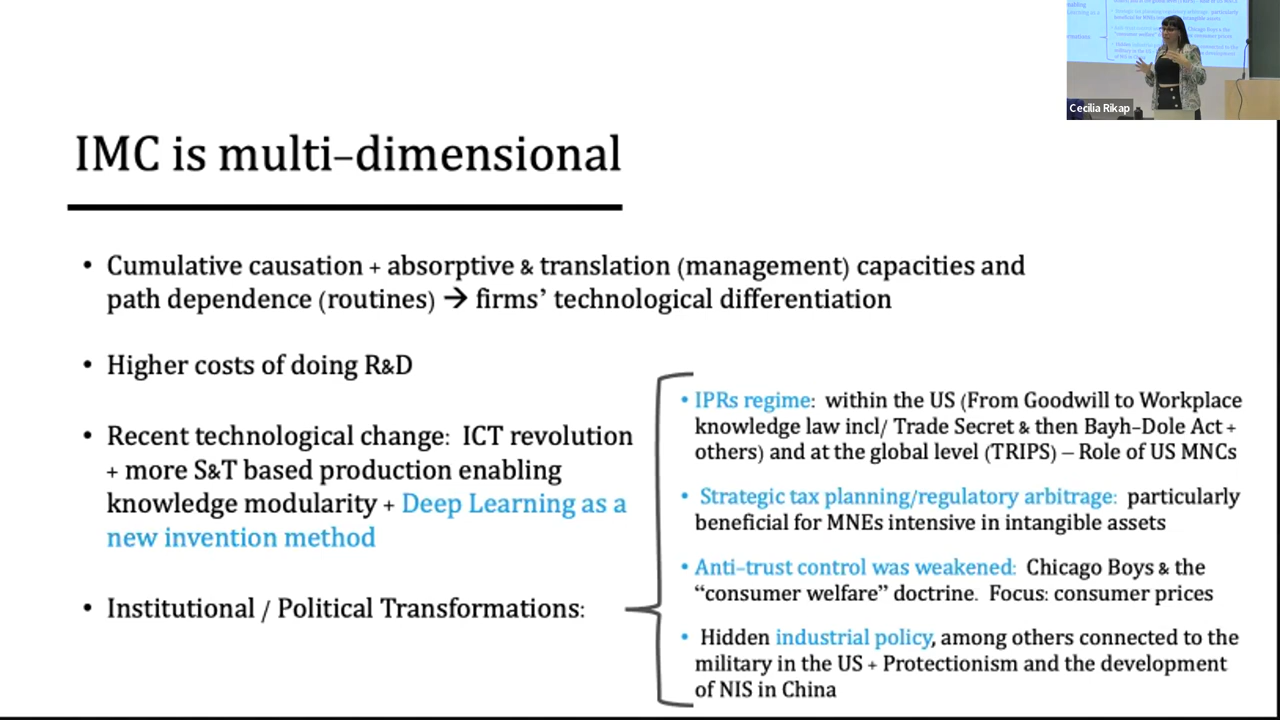 Cecilia Rikap
IMC is multi–dimensional
• Cumulative causation + absorptive & translation (management) capacities and
path dependence (routines) → firms’ technological differentiation
• Higher costs of doing R&D
• Recent technological change: ICT revolution
+ more S&T based production enabling
knowledge modularity + Deep Learning as a
new invention method
• Institutional / Political Transformations:
• IPRs regime: within the US (From Goodwill to Workplace
knowledge law incl/ Trade Secret & then Bayh–Dole Act +
others) and at the global level (TRIPS) – Role of US MNCs
• Strategic tax planning/regulatory arbitrage: particularly
beneficial for MNEs intensive in intangible assets
• Anti–trust control was weakened: Chicago Boys & the
“consumer welfare” doctrine. Focus: consumer prices
• Hidden industrial policy, among others connected to the
military in the US + Protectionism and the development
of NIS in China